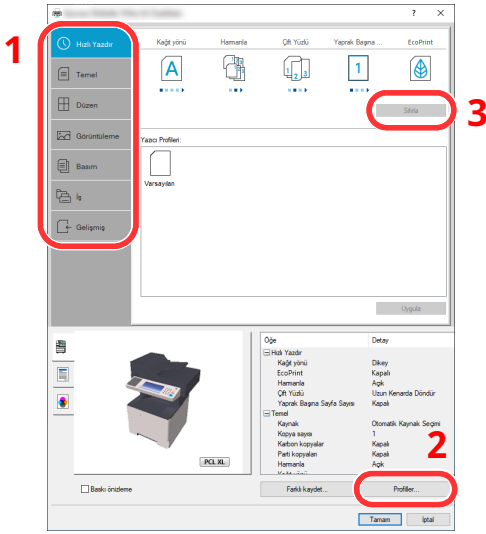 ? ×
1
Hızlı Yazdır
Temel
Düzen
Görüntüleme
Basım
İş
Gelişmiş
Kağıt yönü Harmanla Çift Yüzlü Yaprak Başına ... EcoPrint
A 1 2 3 1
Sıfırla
3
Yazıcı Profilleri:
Varsayılan
Uygula
PCL XL
Baskı önizleme
Öğe Detay
Hızlı Yazdır
Kağıt yönü Dikey
EcoPrint Kapalı
Harmanla Açık
Çift Yüzlü Uzun Kenarda Döndür
Yaprak Başına Sayfa Sayısı Kapalı
Temel
Kaynak Otomatik Kaynak Seçimi
Kopya sayısı 1
Karbon kopyalar Kapalı
Parti kopyaları Kapalı
Harmanla Açık
2
Farklı kaydet... Profiller...
Tamam İptal